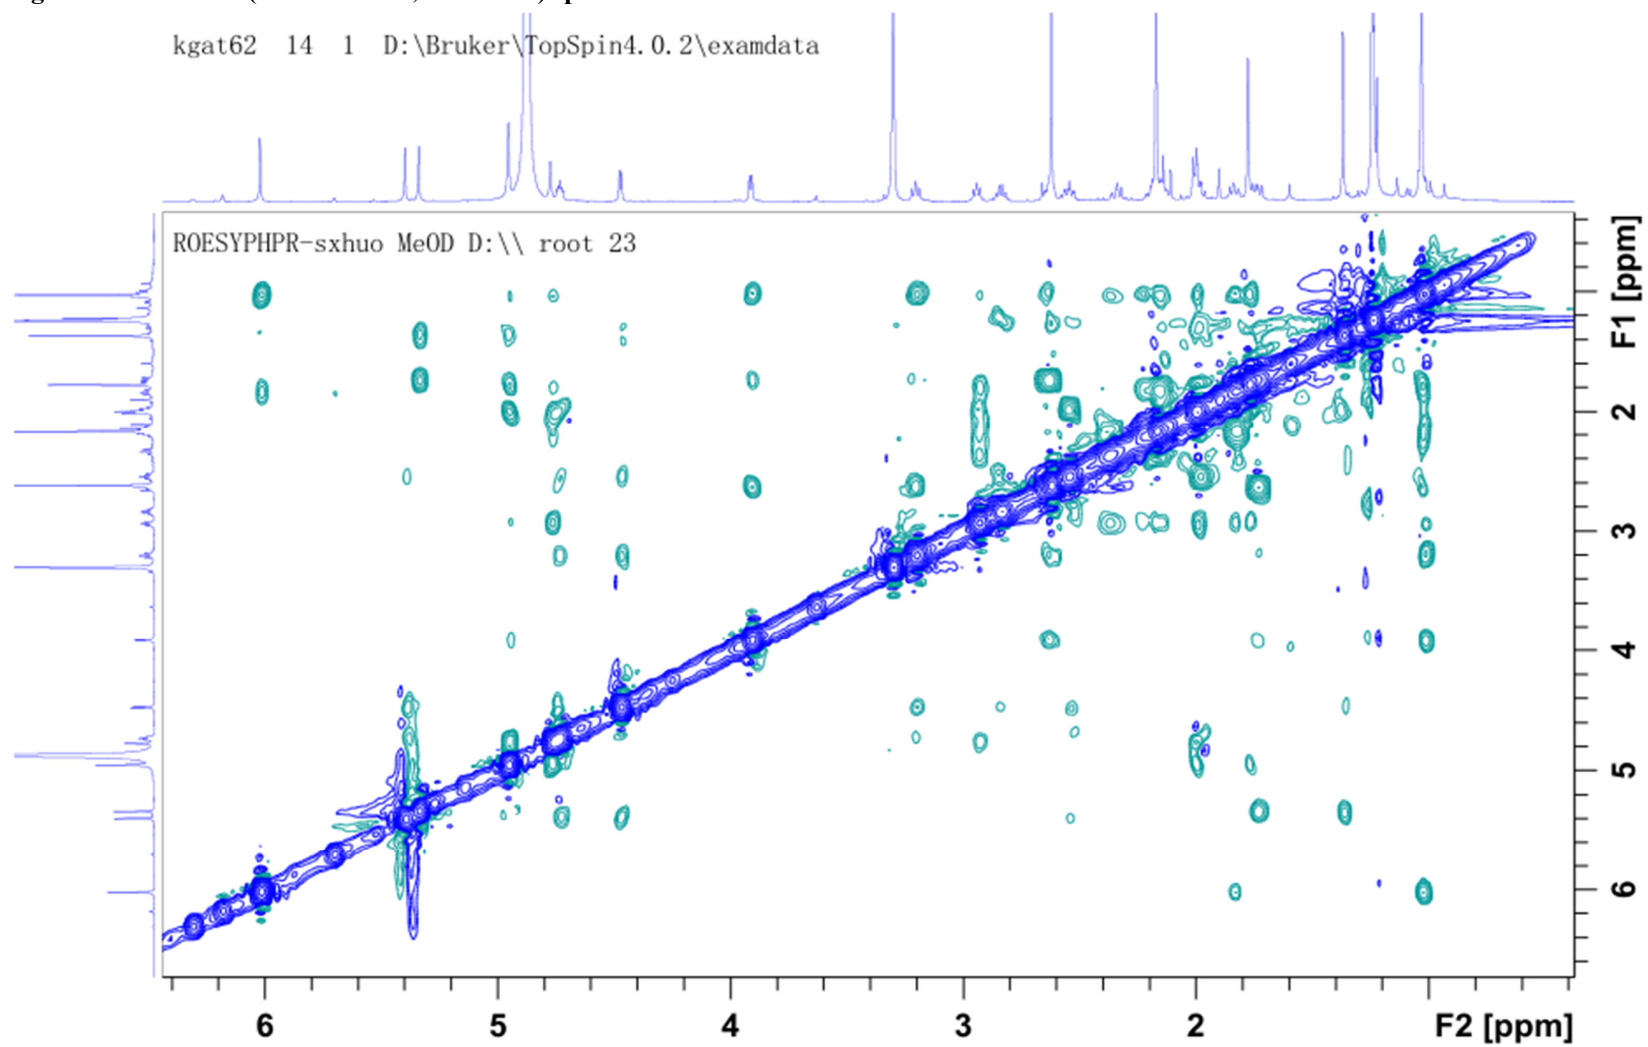 kgat62 14 1 D:\Bruker\TopSpin4.0.2\examdata
ROESYPHPR-sxhuo MeOD D:\\ root 23
F1 [ppm]
1
2
3
4
5
6
6
5
4
3
2
F2 [ppm]